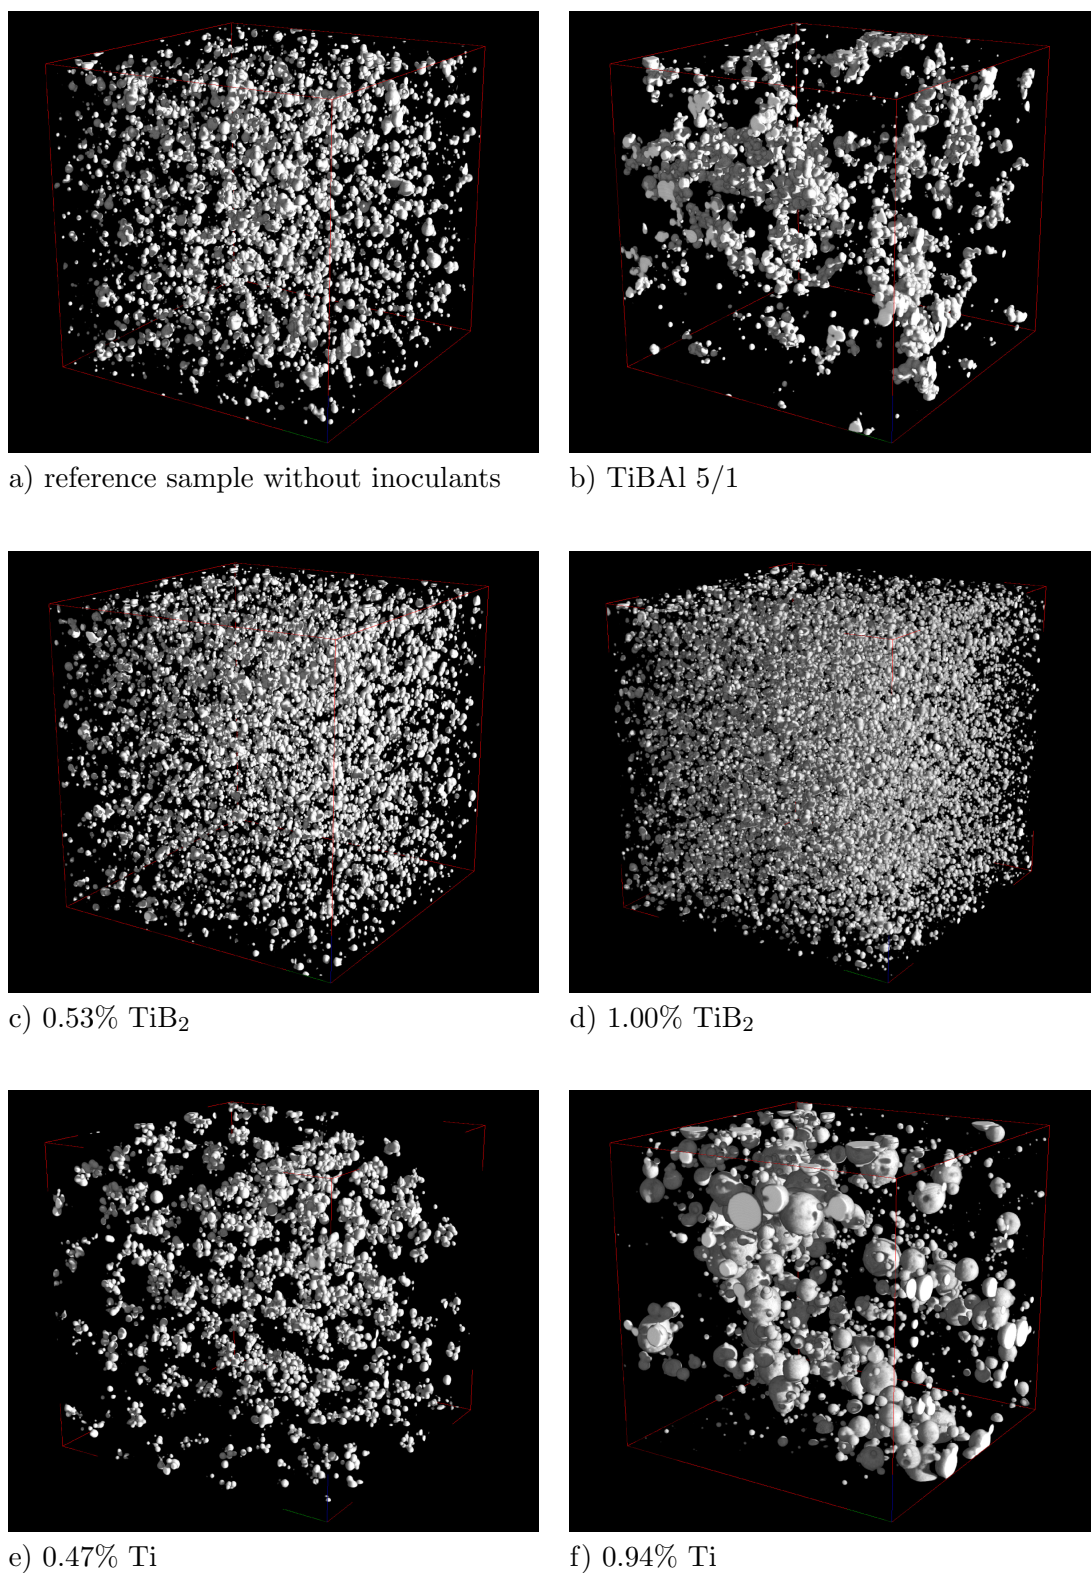 a) reference sample without inoculants
b) TiBAl 5/1
c) 0.53% TiB₂
d) 1.00% TiB₂
e) 0.47% Ti
f) 0.94% Ti